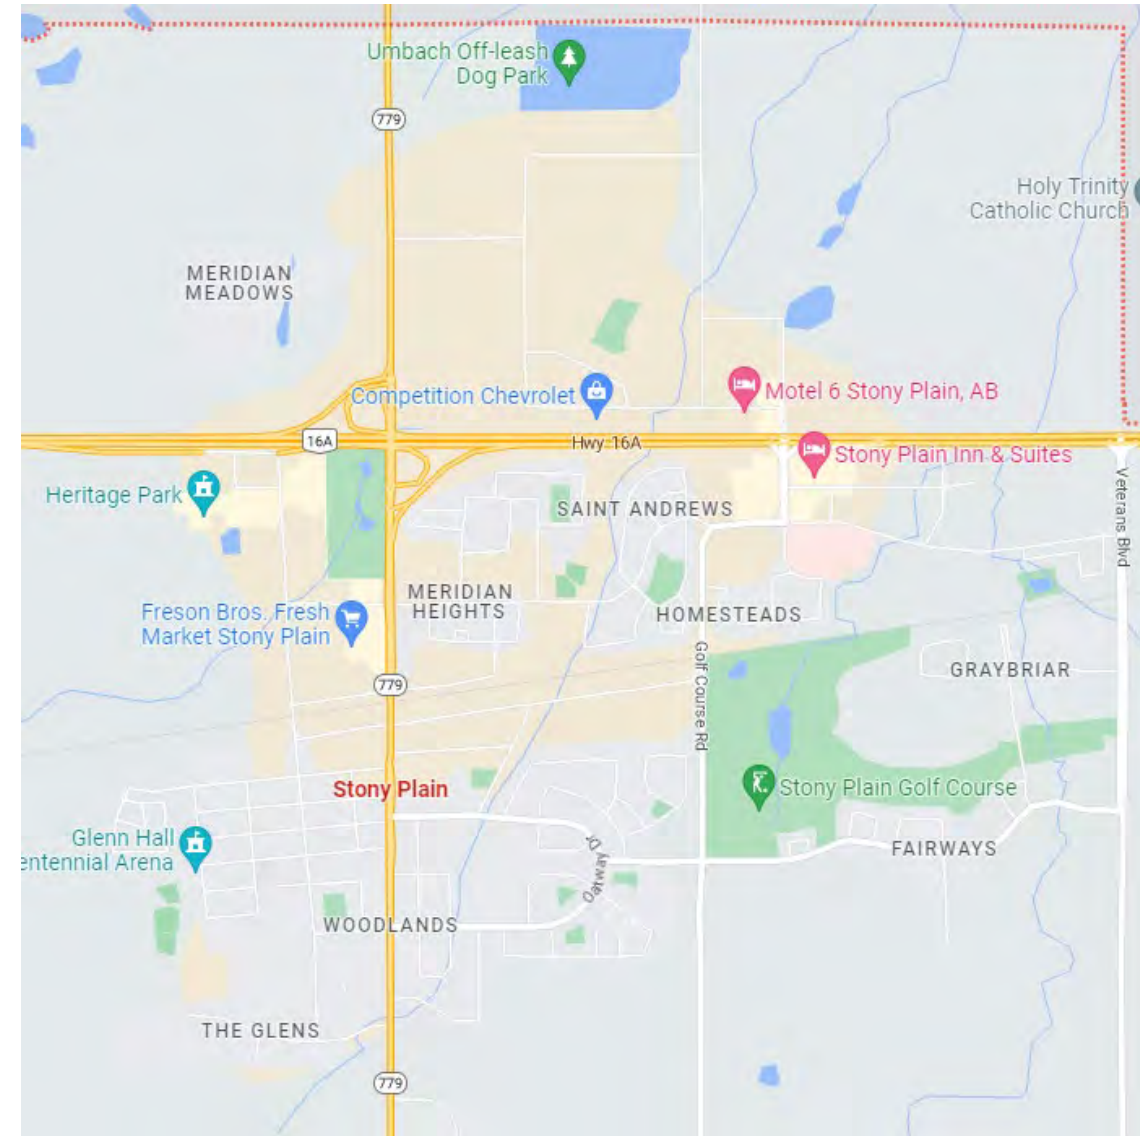 Umbach Off-leash
Dog Park
779
Holy Trinity
Catholic Church
MERIDIAN
MEADOWS
Competition Chevrolet
Motel 6 Stony Plain, AB
16A
Hwy 16A
Stony Plain Inn & Suites
Heritage Park
SAINT ANDREWS
Veterans Blvd
MERIDIAN
HEIGHTS
Freson Bros. Fresh
Market Stony Plain
HOMESTEADS
Golf Course Rd
GRAYBRIAR
779
Stony Plain
Stony Plain Golf Course
Glenn Hall
entennial Arena
Oatway Dr
FAIRWAYS
WOODLANDS
THE GLENS
779